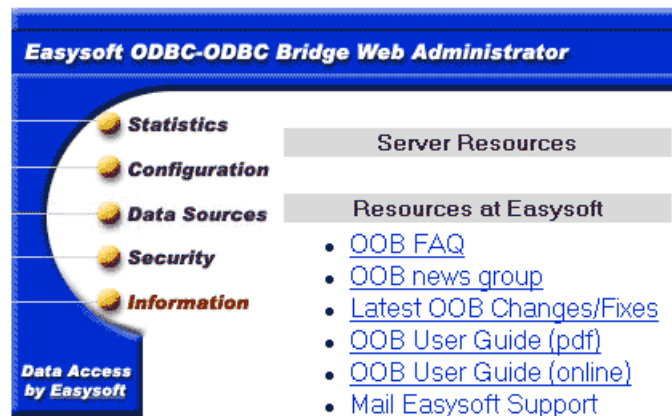 Easysoft ODBC-ODBC Bridge Web Administrator
Statistics
Configuration
Data Sources
Security
Information
Data Access
by Easysoft
Server Resources
Resources at Easysoft
OOB FAQ
OOB news group
Latest OOB Changes/Fixes
OOB User Guide (pdf)
OOB User Guide (online)
Mail Easysoft Support